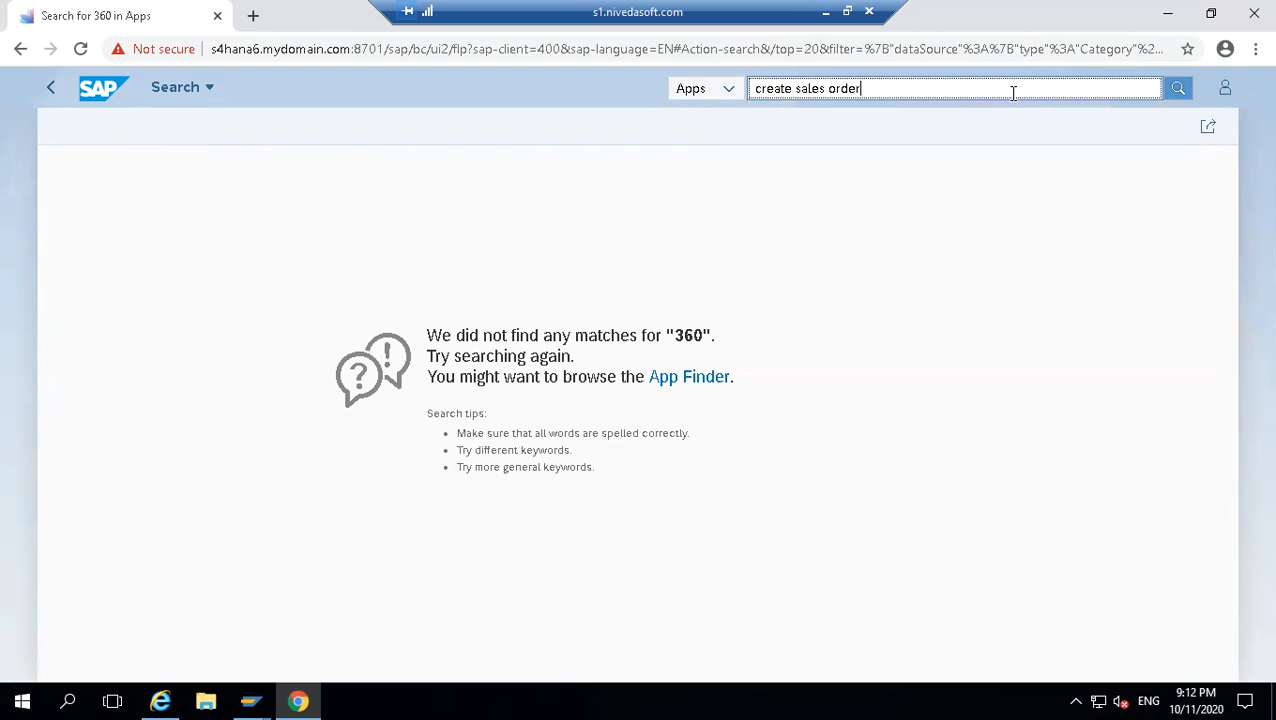 Search for 360 in Apps
s1.nivedasoft.com
Not secure
s4hana6.mydomain.com:8701/sap/bc/ui2/flp?sap-client=400&sap-language=EN#Action-search&/top=20&filter=%7B"dataSource"%3A%7B"type"%3A"Category"%2...
SAP
Search
Apps
create sales order
We did not find any matches for "360".
Try searching again.
You might want to browse the App Finder.
Search tips:
Make sure that all words are spelled correctly.
Try different keywords.
Try more general keywords.
ENG
9:12 PM
10/11/2020